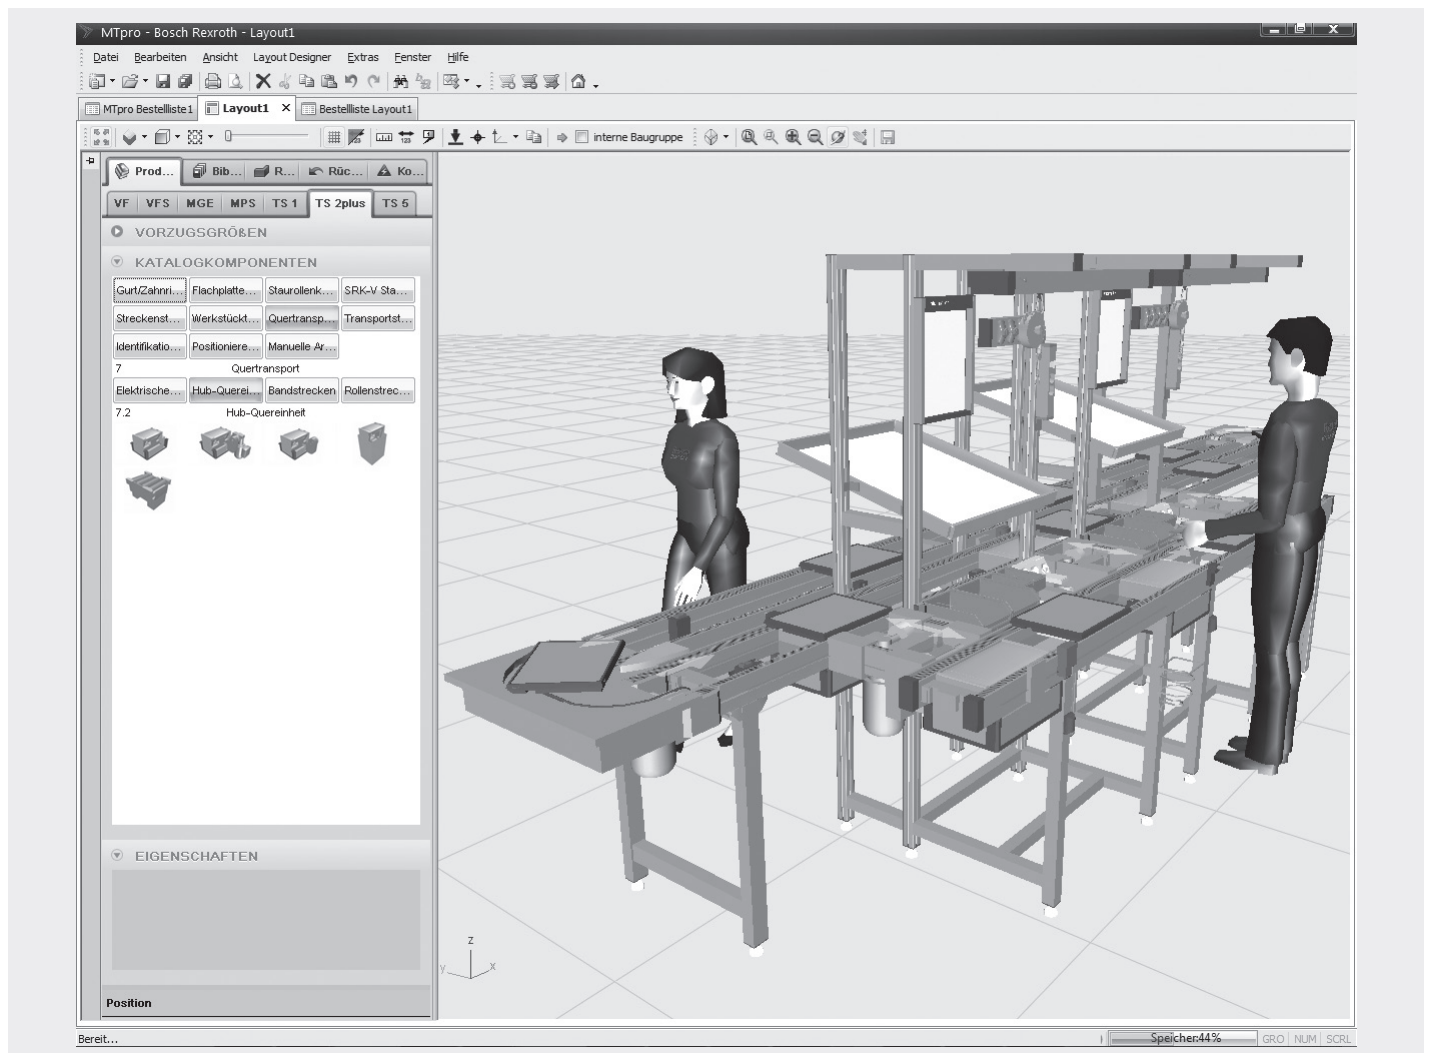 MTpro - Bosch Rexroth - Layout1
Datei Bearbeiten Ansicht Layout Designer Extras Fenster Hilfe
MTpro Bestellliste1 Layout1 Bestellliste Layout1
interne Baugruppe
Prod... Bib... R... Rüc... Ko...
VF VFS MGE MPS TS 1 TS 2plus TS 5
VORZUGSGRÖßEN
KATALOGKOMPONENTEN
Gurt/Zahnri... Flachplatte... Staurollenk... SRK-V Sta...
Streckenst... Werkstückt... Quertransp... Transportst...
Identifikatio... Positioniere... Manuelle Ar...
7 Quertransport
Elektrische... Hub-Querei... Bandstrecken Rollenstrec...
7.2 Hub-Quereinheit
EIGENSCHAFTEN
Position
z
y x
Bereit... Speicher:44% GRO NUM SCRL